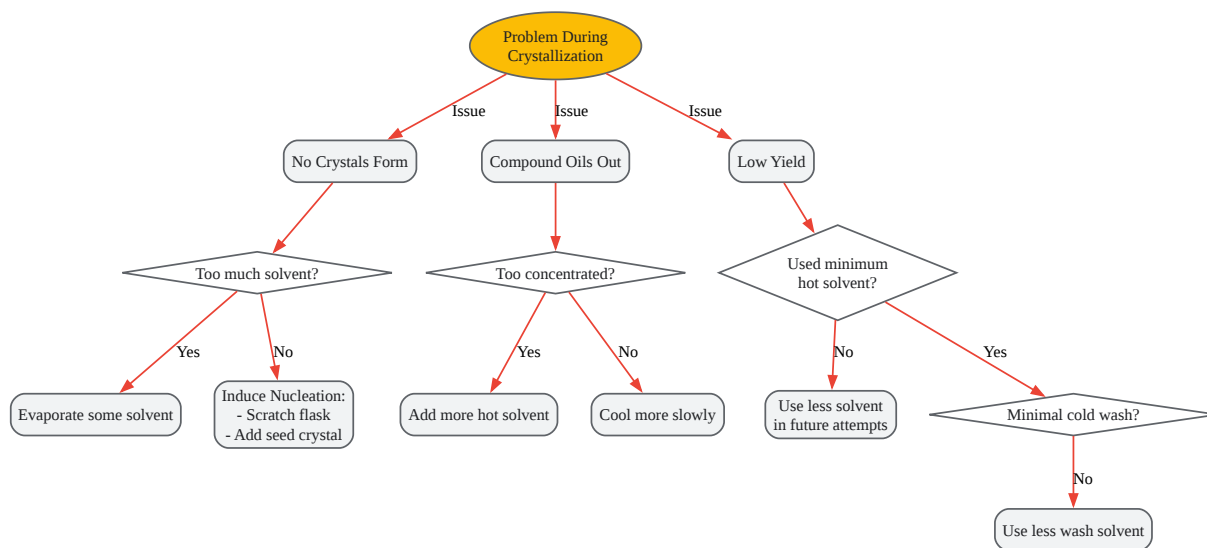 Problem During
Crystallization
Issue
Issue
Issue
No Crystals Form
Compound Oils Out
Low Yield
Too much solvent?
Too concentrated?
Used minimum
hot solvent?
Yes
No
Yes
No
No
Yes
Evaporate some solvent
Induce Nucleation:
- Scratch flask
- Add seed crystal
Add more hot solvent
Cool more slowly
Use less solvent
in future attempts
Minimal cold wash?
No
Use less wash solvent